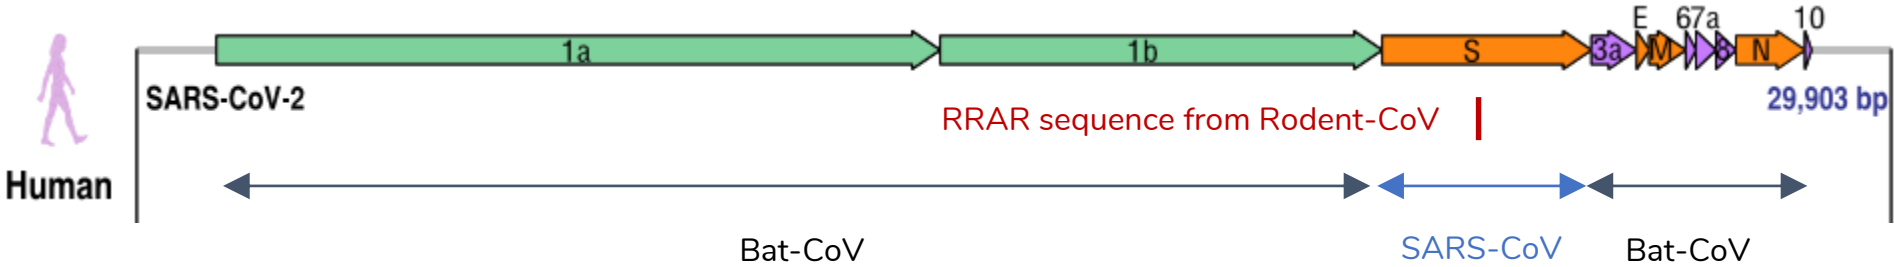 E 67a 10
1a 1b S 3a M 8 N
SARS-CoV-2
29,903 bp
RRAR sequence from Rodent-CoV
Human
Bat-CoV SARS-CoV Bat-CoV